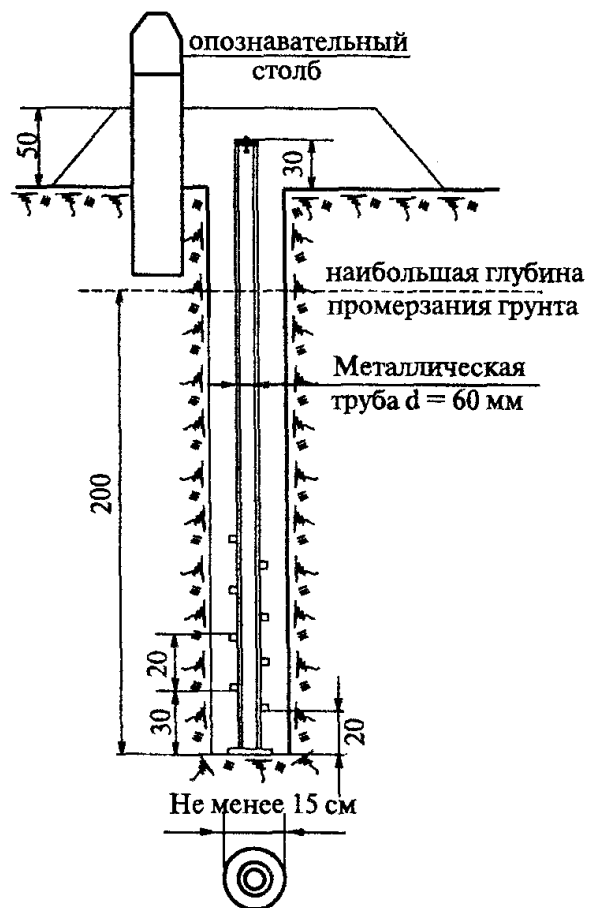 опознавательный
столб
50
30
наибольшая глубина
промерзания грунта
Металлическая
труба d = 60 мм
200
20
30
20
Не менее 15 см